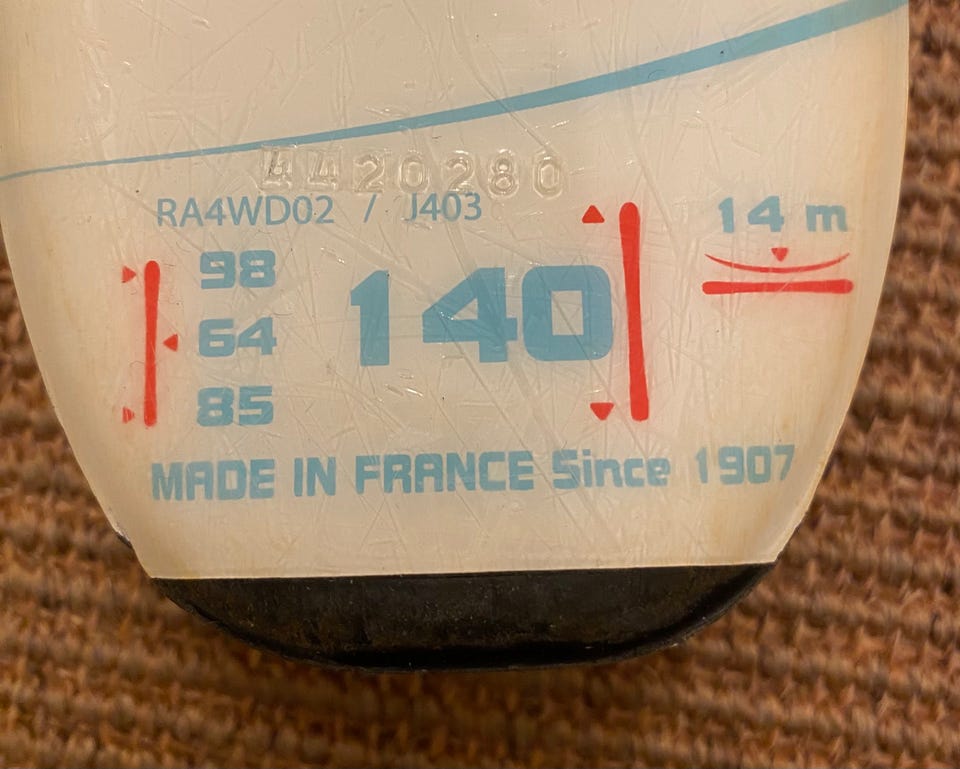 4420280
RA4WD02 / J403
14 m
98
64
85
140
MADE IN FRANCE Since 1907